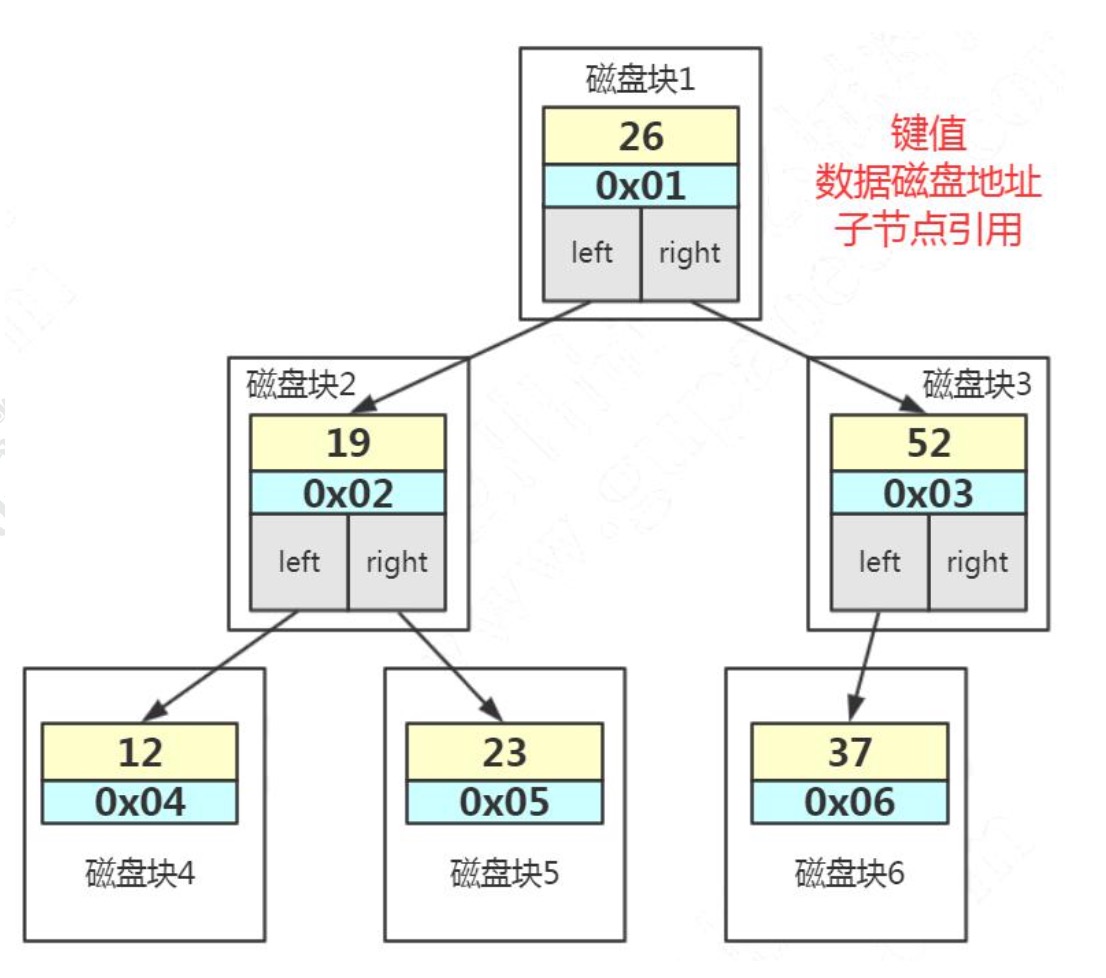 磁盘块1
26
0x01
left right
键值
数据磁盘地址
子节点引用
磁盘块2
19
0x02
left right
磁盘块3
52
0x03
left right
12
0x04
磁盘块4
23
0x05
磁盘块5
37
0x06
磁盘块6